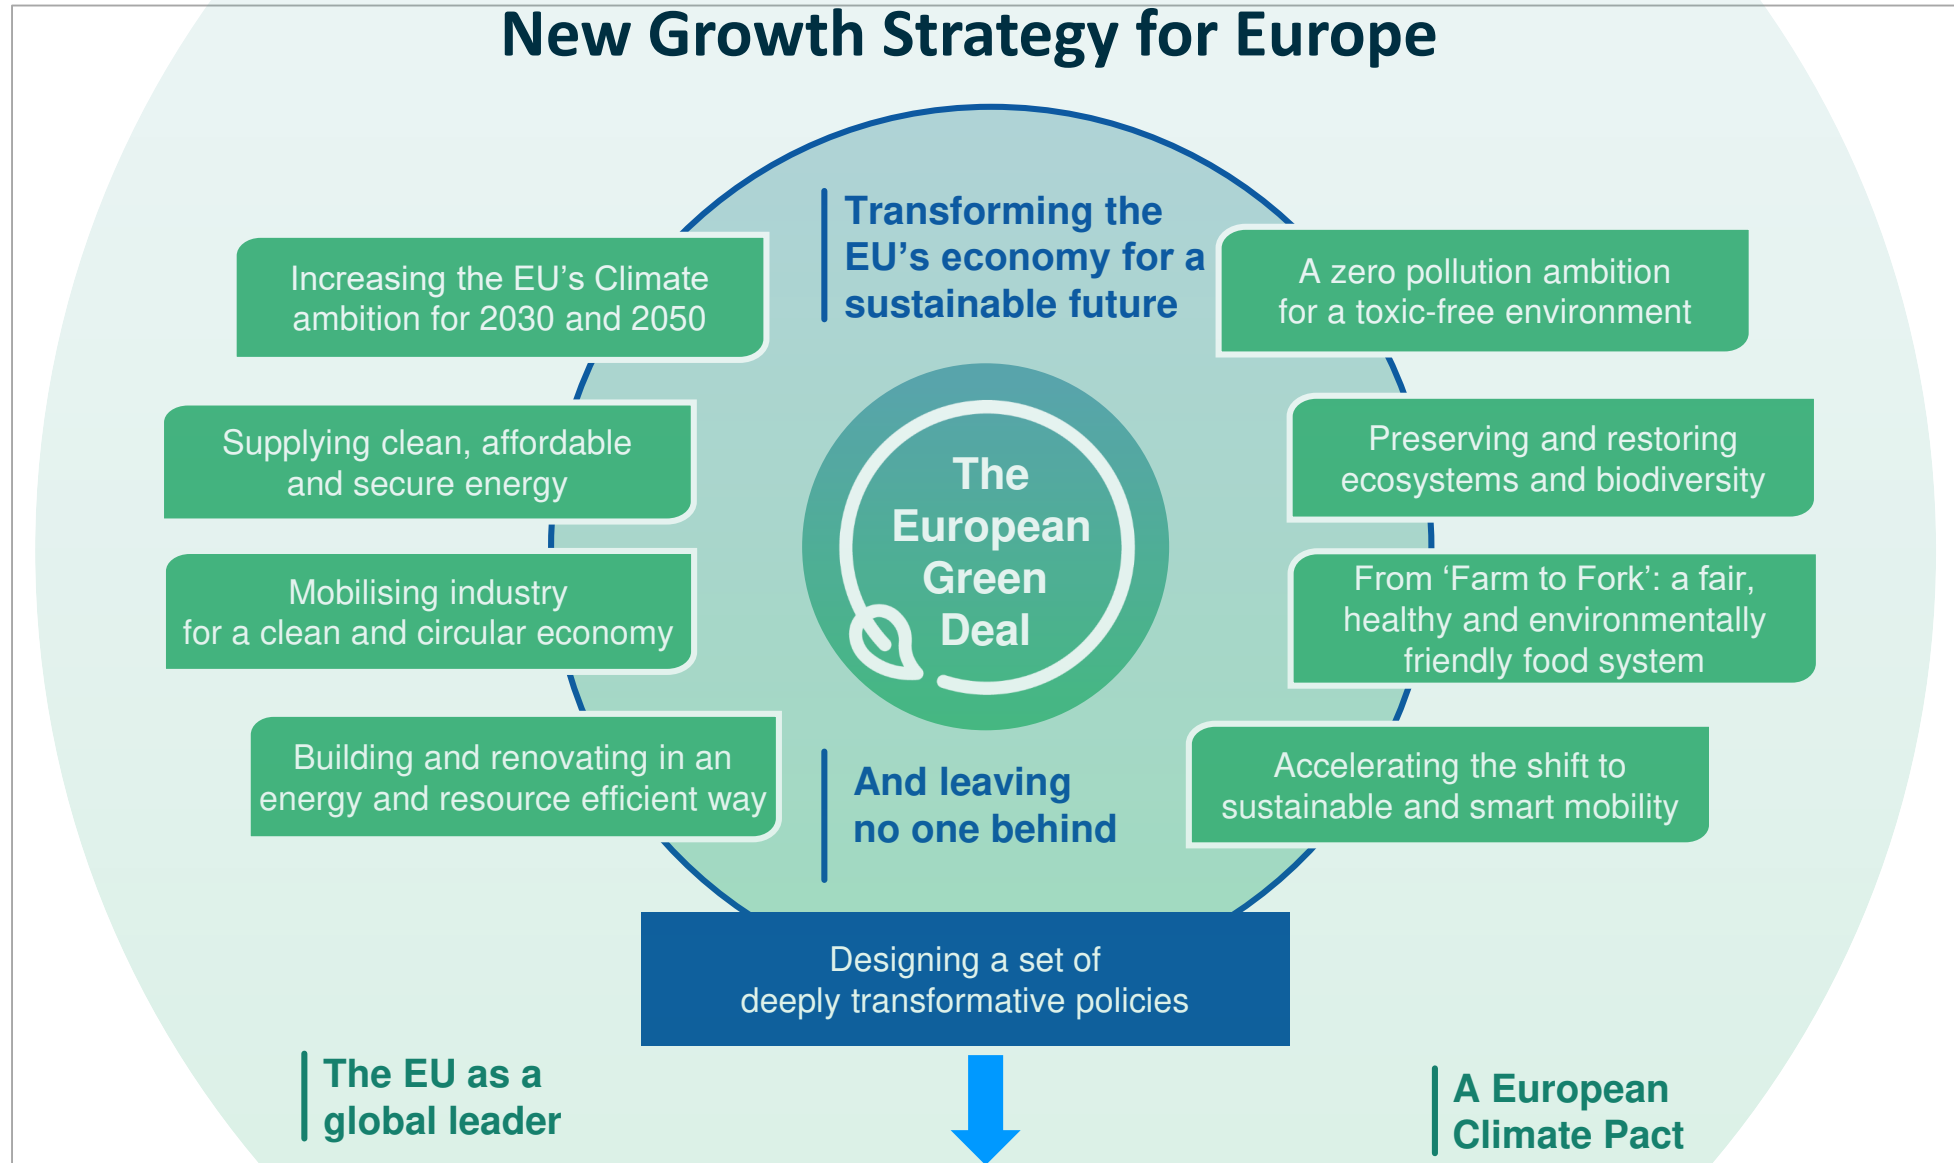 New Growth Strategy for Europe
Transforming the
EU’s economy for a
sustainable future
Increasing the EU’s Climate
ambition for 2030 and 2050
A zero pollution ambition
for a toxic-free environment
Supplying clean, affordable
and secure energy
Preserving and restoring
ecosystems and biodiversity
The
European
Green
Deal
Mobilising industry
for a clean and circular economy
From ‘Farm to Fork’: a fair,
healthy and environmentally
friendly food system
Building and renovating in an
energy and resource efficient way
And leaving
no one behind
Accelerating the shift to
sustainable and smart mobility
Designing a set of
deeply transformative policies
The EU as a
global leader
A European
Climate Pact